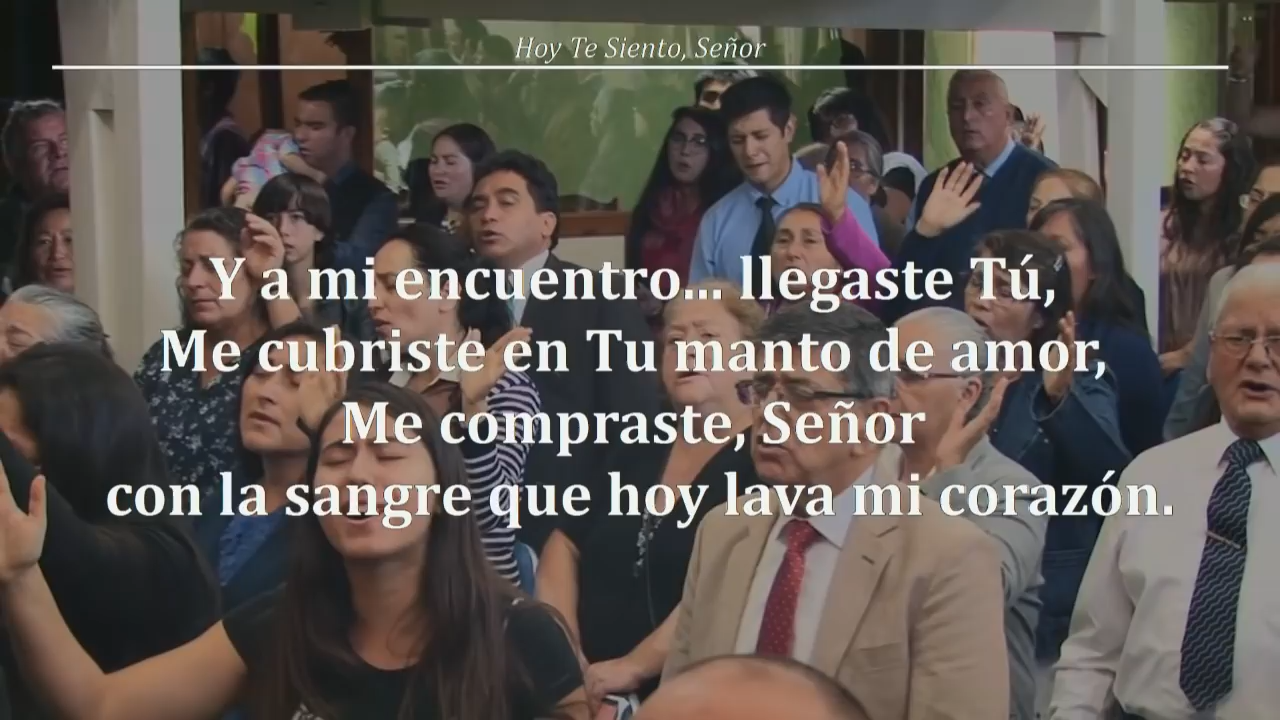 Hoy Te Siento, Señor
Y a mi encuentro... llegaste Tú,
Me cubriste en Tu manto de amor,
Me compraste, Señor
con la sangre que hoy lava mi corazón.